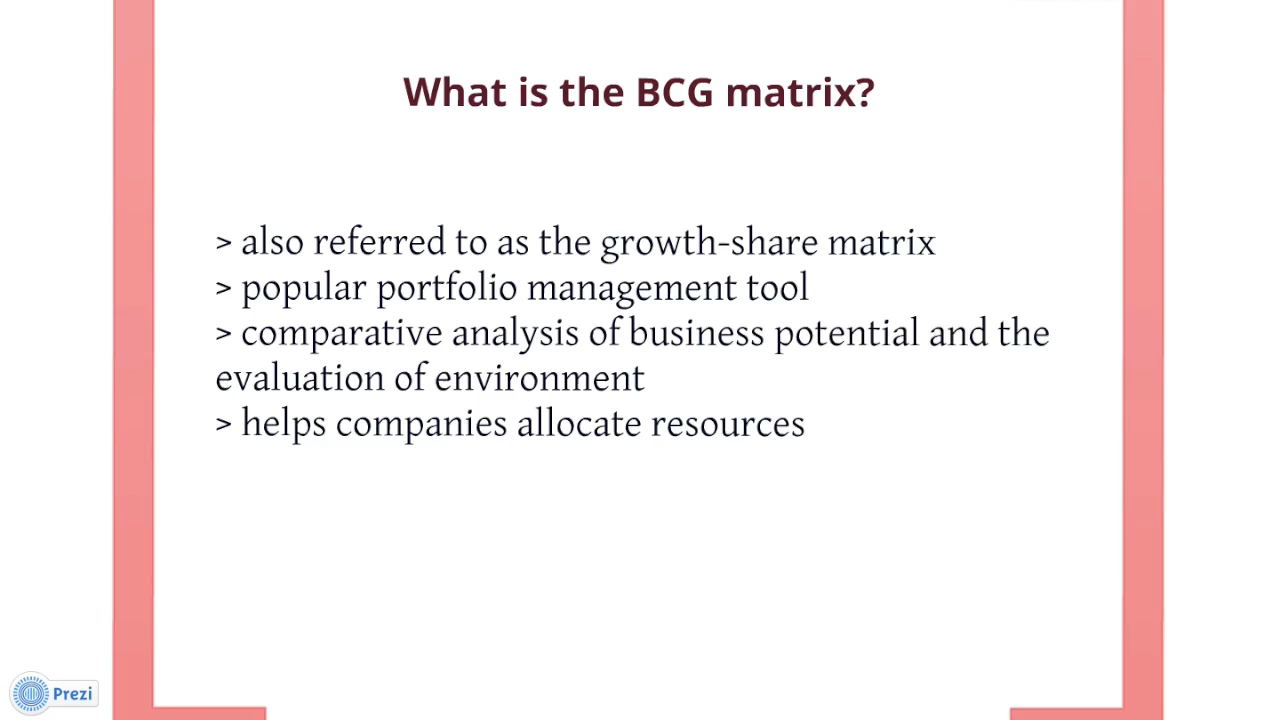 What is the BCG matrix?
> also referred to as the growth-share matrix
> popular portfolio management tool
> comparative analysis of business potential and the
evaluation of environment
> helps companies allocate resources
Prezi